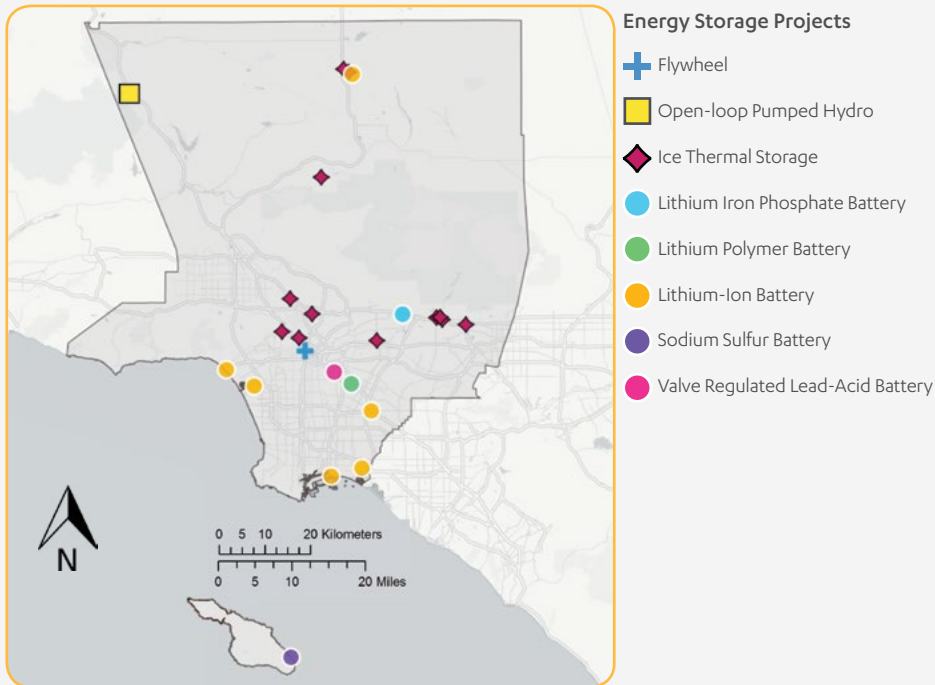 Energy Storage Projects
Flywheel
Open-loop Pumped Hydro
Ice Thermal Storage
Lithium Iron Phosphate Battery
Lithium Polymer Battery
Lithium-Ion Battery
Sodium Sulfur Battery
Valve Regulated Lead-Acid Battery
N
0 5 10 20 Kilometers
0 5 10 20 Miles